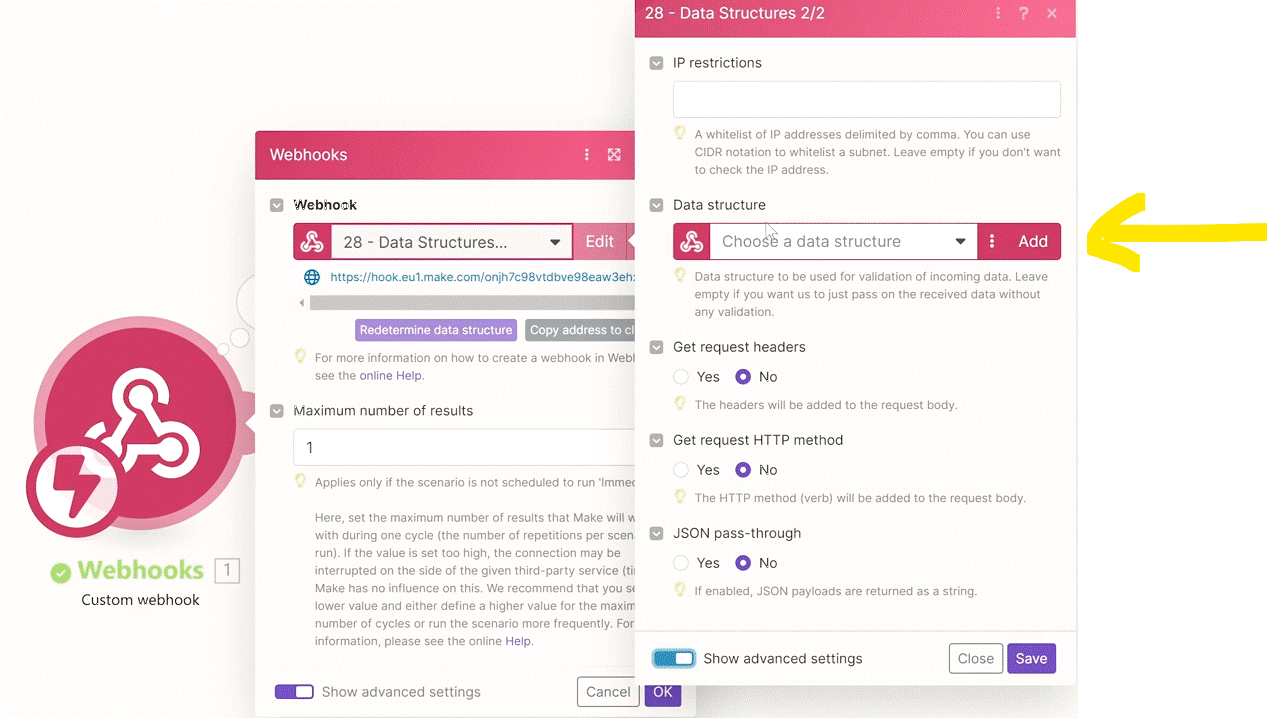 28 - Data Structures 2/2
?
IP restrictions
A whitelist of IP addresses delimited by comma. You can use
CIDR notation to whitelist a subnet. Leave empty if you don't want
to check the IP address.
Data structure
Choose a data structure
Add
Data structure to be used for validation of incoming data. Leave
empty if you want us to just pass on the received data without
any validation.
Get request headers
Yes No
The headers will be added to the request body.
Get request HTTP method
Yes No
The HTTP method (verb) will be added to the request body.
JSON pass-through
Yes No
If enabled, JSON payloads are returned as a string.
Show advanced settings
Close
Save
Webhooks
Webhook
28 - Data Structures...
Edit
https://hook.eu1.make.com/onjh7c98vtdbve98eaw3eh
Redetermine data structure
Copy address to cl
For more information on how to create a webhook in Web
see the online Help.
Maximum number of results
1
Applies only if the scenario is not scheduled to run 'Imme
Here, set the maximum number of results that Make will w
with during one cycle (the number of repetitions per scen
run). If the value is set too high, the connection may be
interrupted on the side of the given third-party service (ti
Make has no influence on this. We recommend that you se
lower value and either define a higher value for the maxim
number of cycles or run the scenario more frequently. For
information, please see the online Help.
Show advanced settings
Cancel
OK
Webhooks 1
Custom webhook